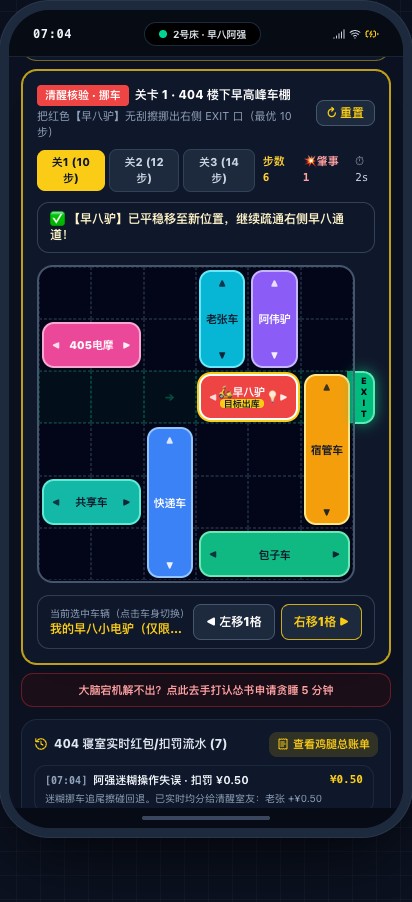 07:04
2号床 · 早八阿强
清醒核验 · 挪车 关卡 1 · 404 楼下早高峰车棚
把红色【早八驴】无刮擦挪出右侧 EXIT 口（最优 10
步）
重置
关1 (10
步)
关2 (12
步)
关3 (14
步)
步数
6
💥肇事
1
⏱
2s
✅【早八驴】已平稳移至新位置，继续疏通右侧早八通
道！
老张车
阿伟驴
405电摩
🛵早八驴💡
目标出库
EXIT
宿管车
快递车
共享车
包子车
当前选中车辆（点击车身切换）
我的早八小电驴（仅限...
左移1格
右移1格
大脑宕机解不出？点此去手打认怂书申请贪睡 5 分钟
404 寝室实时红包/扣罚流水 (7)
查看鸡腿总账单
[07:04] 阿强迷糊操作失误 · 扣罚 ¥0.50
¥0.50
迷糊挪车追尾擦碰回退。已实时均分给清醒室友：老张 +¥0.50